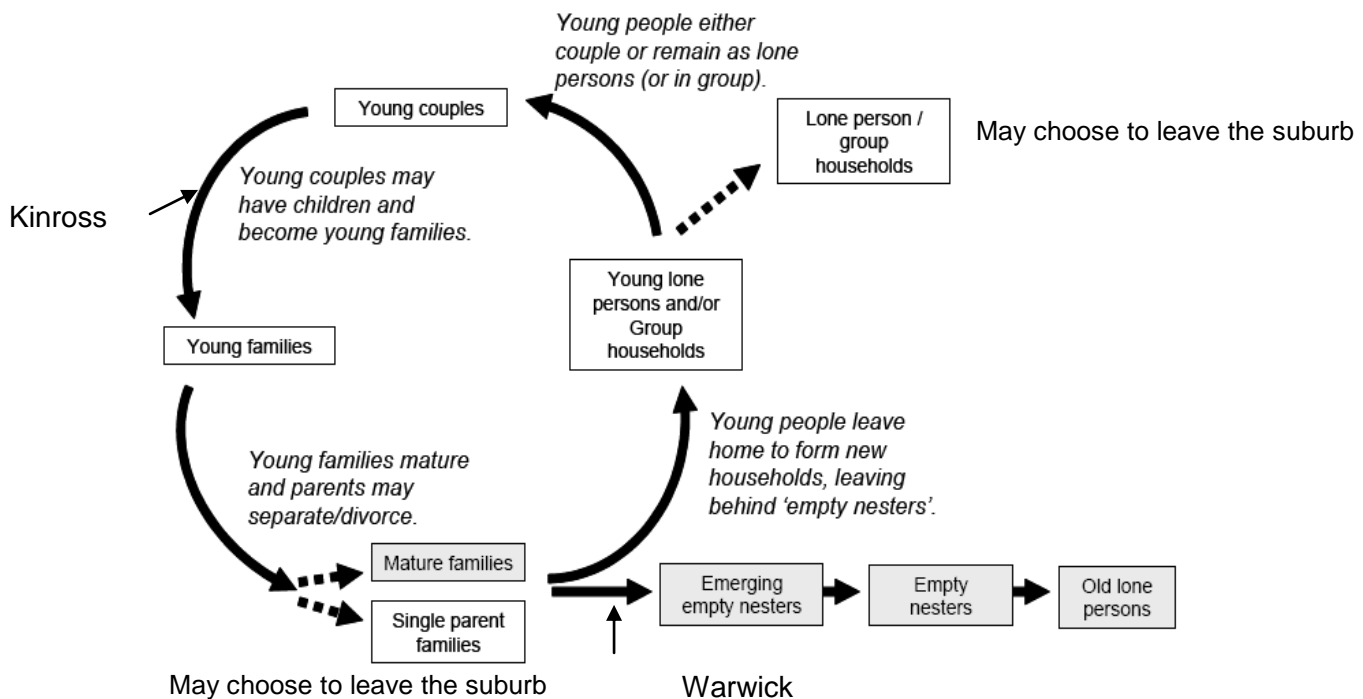 Young people either
couple or remain as lone
persons (or in group).
Young couples
Lone person /
group
households
May choose to leave the suburb
Young couples may
have children and
become young families.
Kinross
Young lone
persons and/or
Group
households
Young families
Young people leave
home to form new
households, leaving
behind ‘empty nesters’.
Young families mature
and parents may
separate/divorce.
Mature families
Single parent
families
Emerging
empty nesters
Empty
nesters
Old lone
persons
May choose to leave the suburb
Warwick